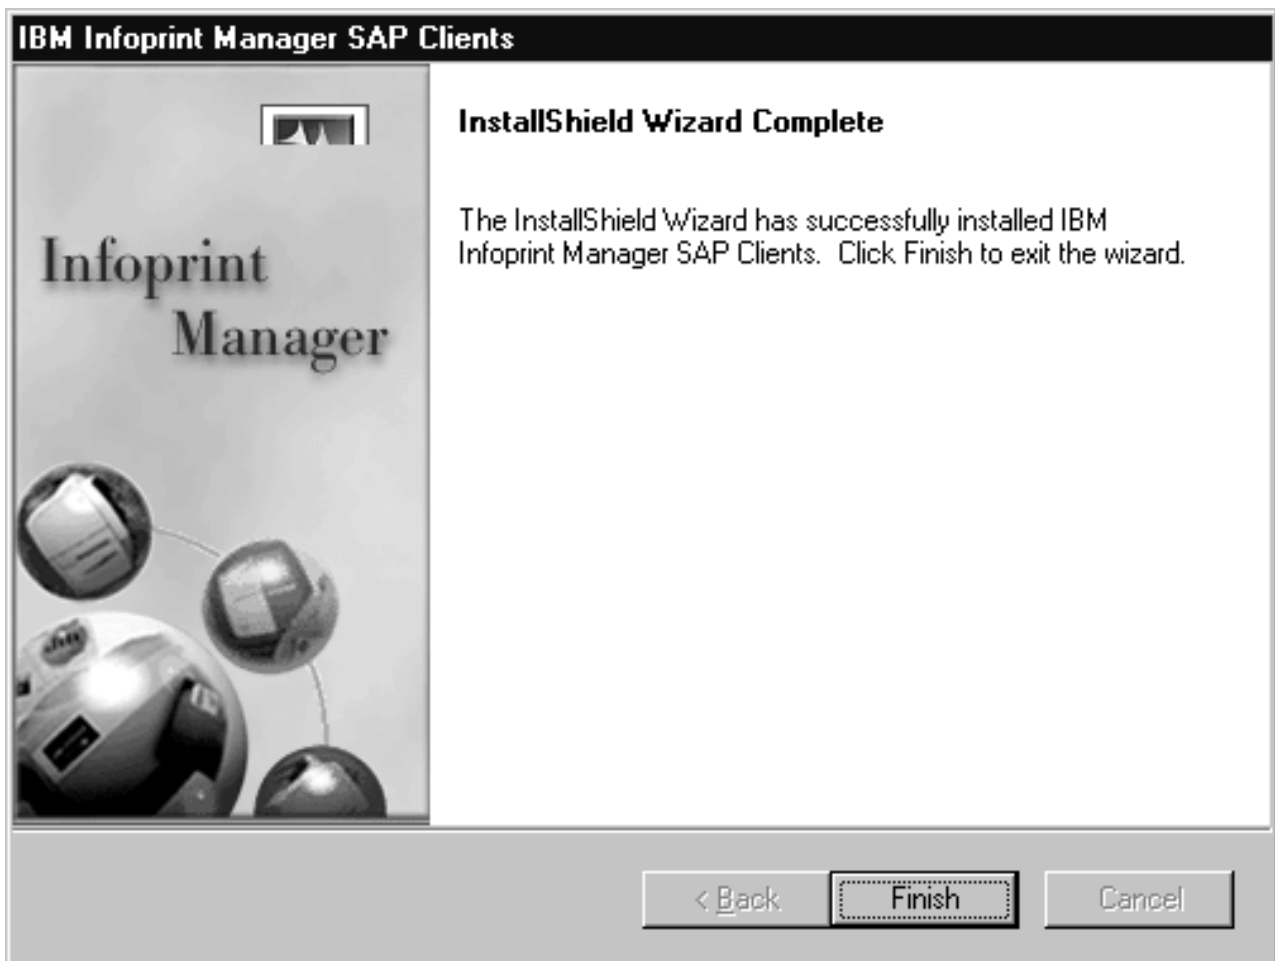 IBM Infoprint Manager SAP Clients
Infoprint
Manager
InstallShield Wizard Complete
The InstallShield Wizard has successfully installed IBM
Infoprint Manager SAP Clients.  Click Finish to exit the wizard.
< Back
Finish
Cancel